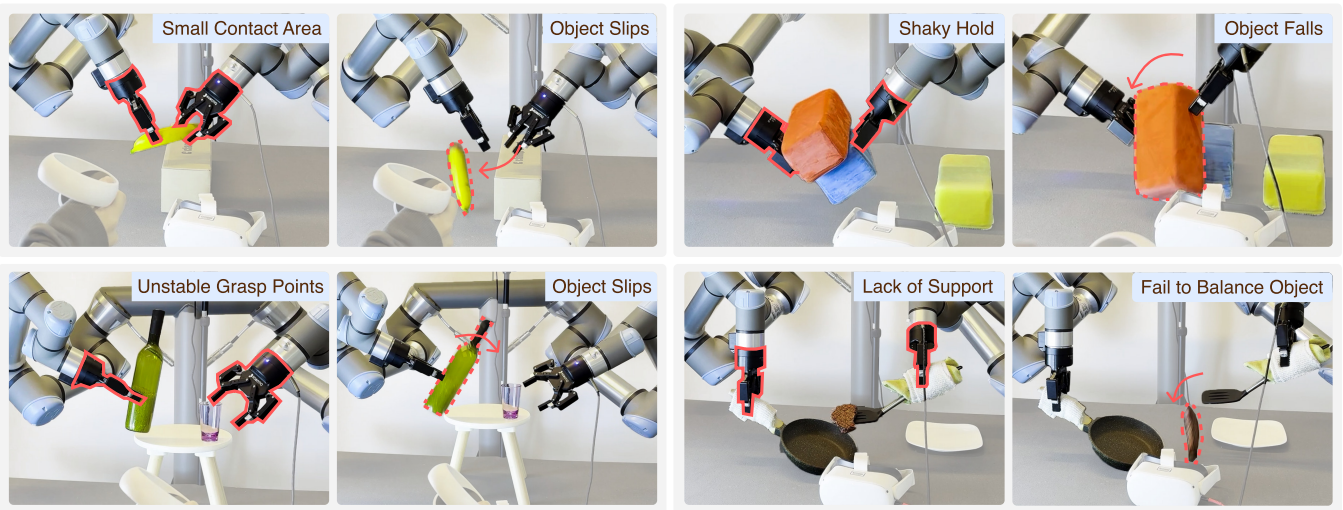 Small Contact Area
Object Slips
Shaky Hold
Object Falls
Unstable Grasp Points
Object Slips
Lack of Support
Fail to Balance Object